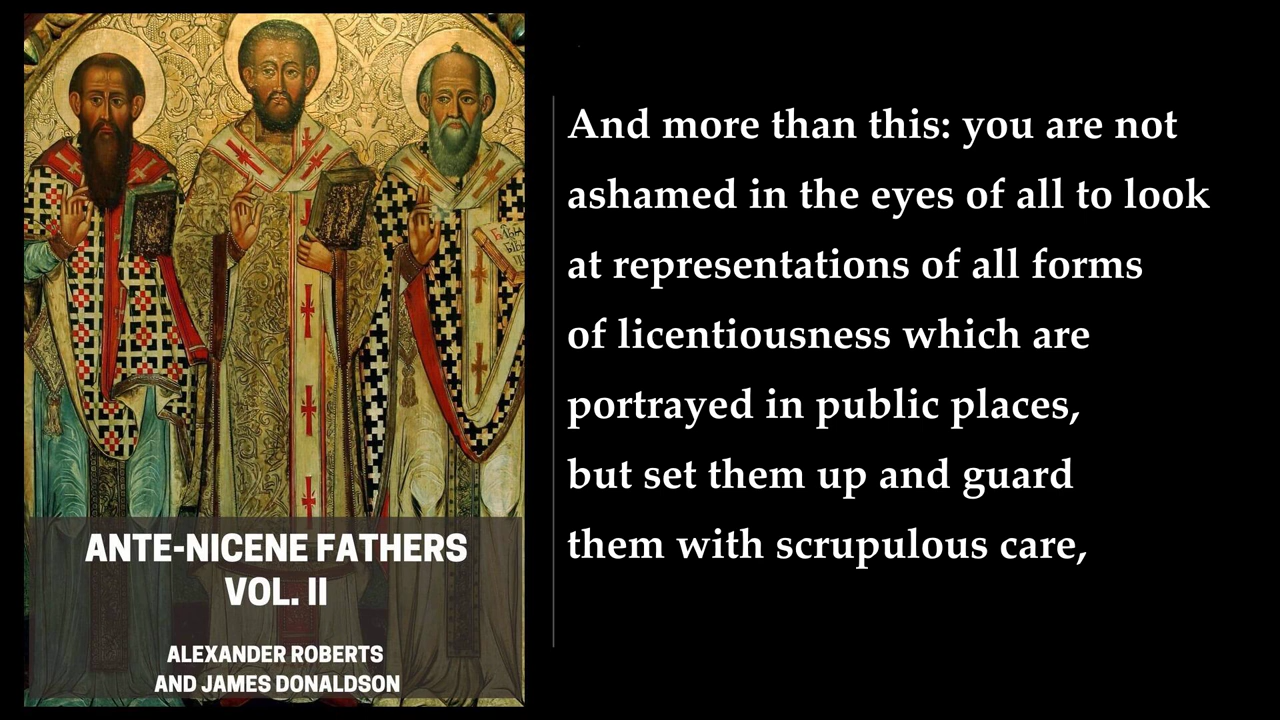 And more than this: you are not
ashamed in the eyes of all to look
at representations of all forms
of licentiousness which are
portrayed in public places,
but set them up and guard
them with scrupulous care,
ANTE-NICENE FATHERS
VOL. II
ALEXANDER ROBERTS
AND JAMES DONALDSON